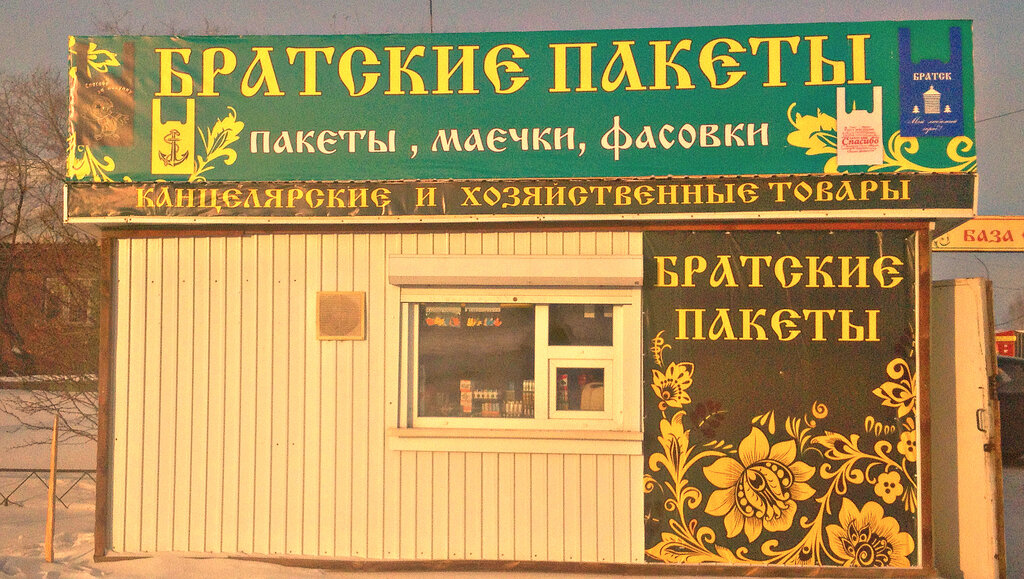 БРАТСКИЕ ПАКЕТЫ
ПАКЕТЫ, МАЕЧКИ, ФАСОВКИ
Спасибо
БРАТСК
КАНЦЕЛЯРСКИЕ И ХОЗЯЙСТВЕННЫЕ ТОВАРЫ
БАЗА
БРАТСКИЕ
ПАКЕТЫ